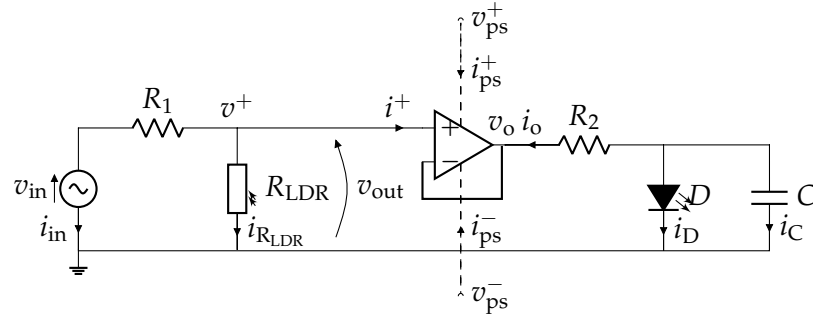 v_ps^+
i_ps^+
R_1 v^+ i^+ + v_o i_o R_2
−
v_in R_LDR v_out D C
i_in i_R_LDR i_ps^− i_D i_C
v_ps^−